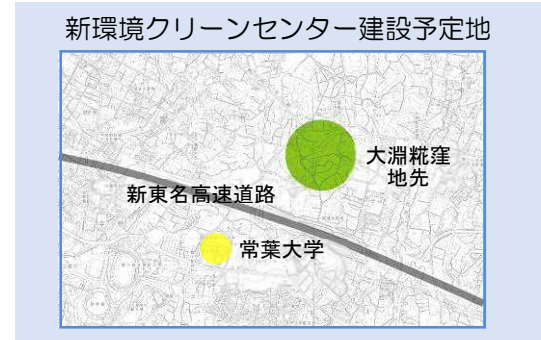 新環境クリーンセンター建設予定地
大淵糀窪
地先
新東名高速道路
常葉大学